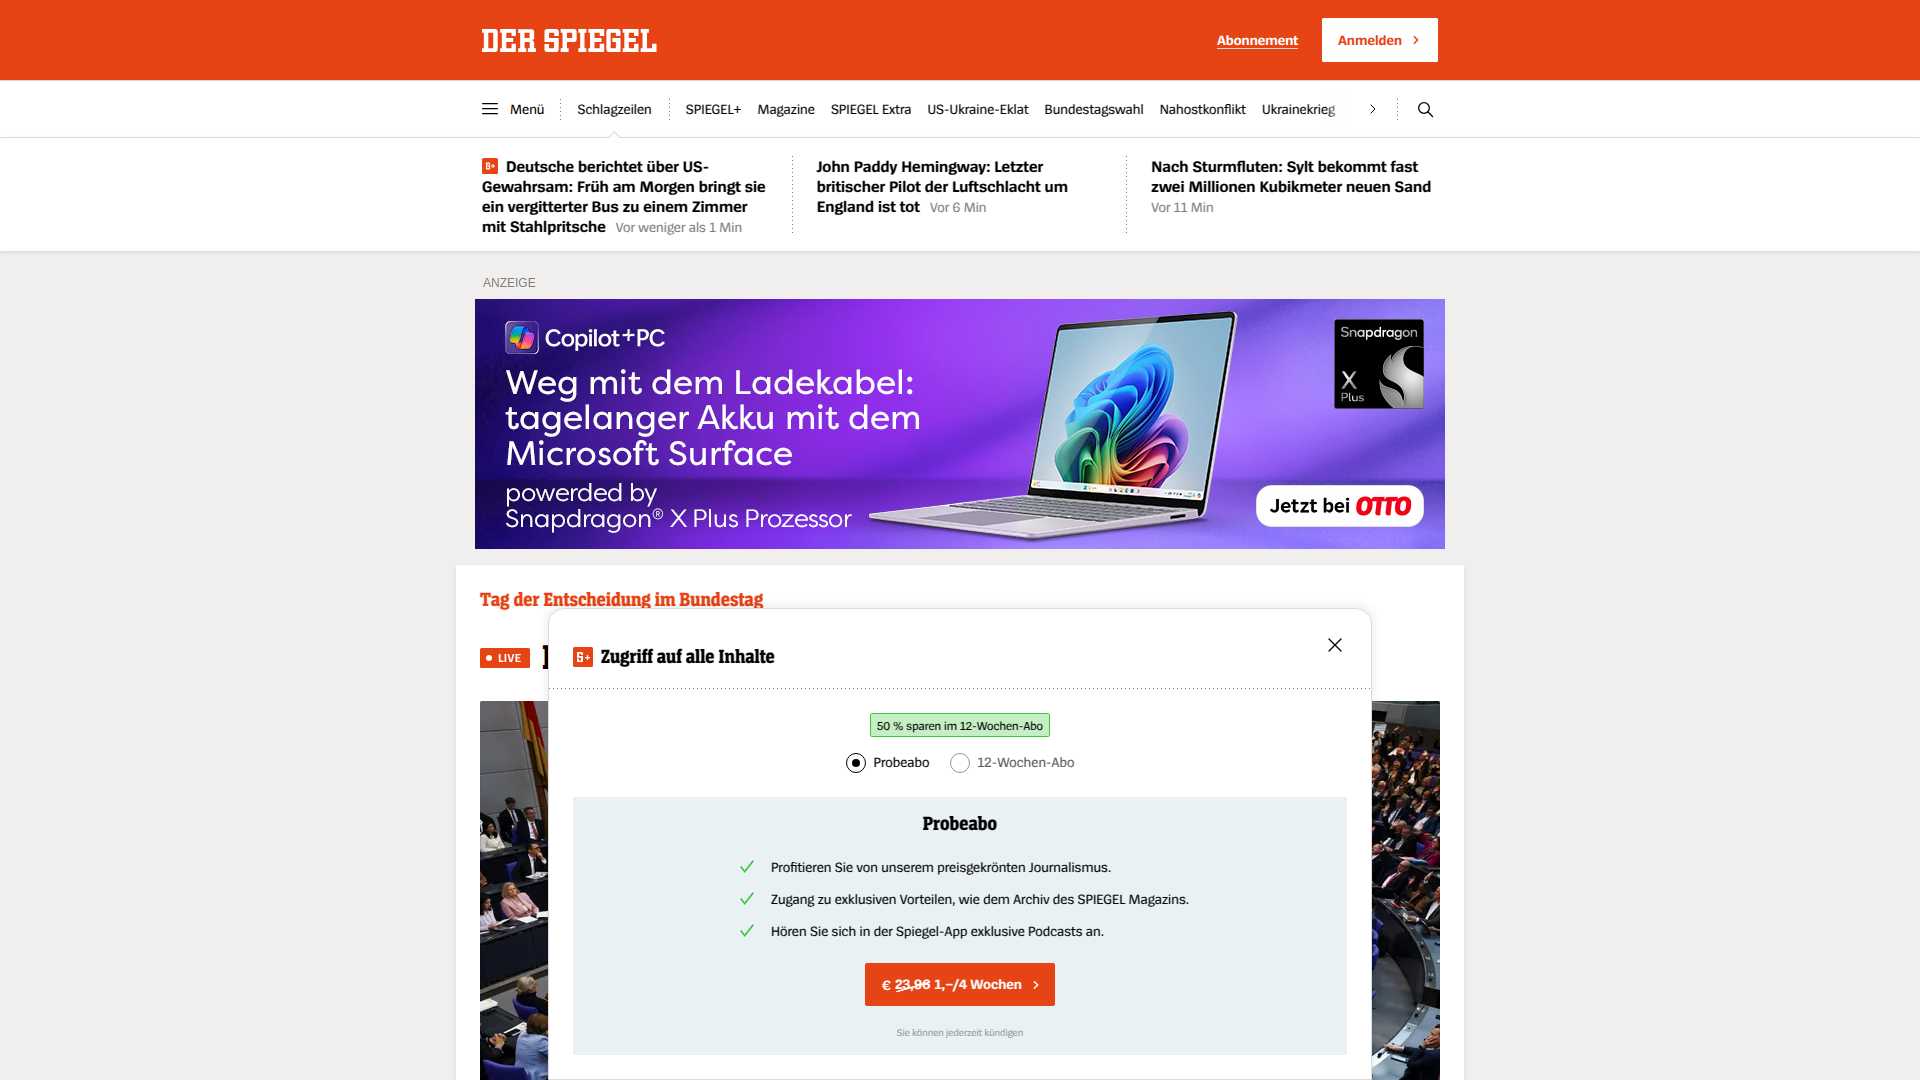 DER SPIEGEL
Abonnement
Anmelden
Menü
Schlagzeilen
SPIEGEL+
Magazine
SPIEGEL Extra
US-Ukraine-Eklat
Bundestagswahl
Nahostkonflikt
Ukrainekrieg
Deutsche berichtet über US-
Gewahrsam: Früh am Morgen bringt sie
ein vergitterter Bus zu einem Zimmer
mit Stahlpritsche Vor weniger als 1 Min
John Paddy Hemingway: Letzter
britischer Pilot der Luftschlacht um
England ist tot Vor 6 Min
Nach Sturmfluten: Sylt bekommt fast
zwei Millionen Kubikmeter neuen Sand
Vor 11 Min
ANZEIGE
Copilot+PC
Weg mit dem Ladekabel:
tagelanger Akku mit dem
Microsoft Surface
powerded by
Snapdragon® X Plus Prozessor
Snapdragon
X
Plus
Jetzt bei OTTO
Tag der Entscheidung im Bundestag
LIVE
S+ Zugriff auf alle Inhalte
50 % sparen im 12-Wochen-Abo
Probeabo
12-Wochen-Abo
Probeabo
Profitieren Sie von unserem preisgekrönten Journalismus.
Zugang zu exklusiven Vorteilen, wie dem Archiv des SPIEGEL Magazins.
Hören Sie sich in der Spiegel-App exklusive Podcasts an.
€ 23,96 1,–/4 Wochen
Sie können jederzeit kündigen